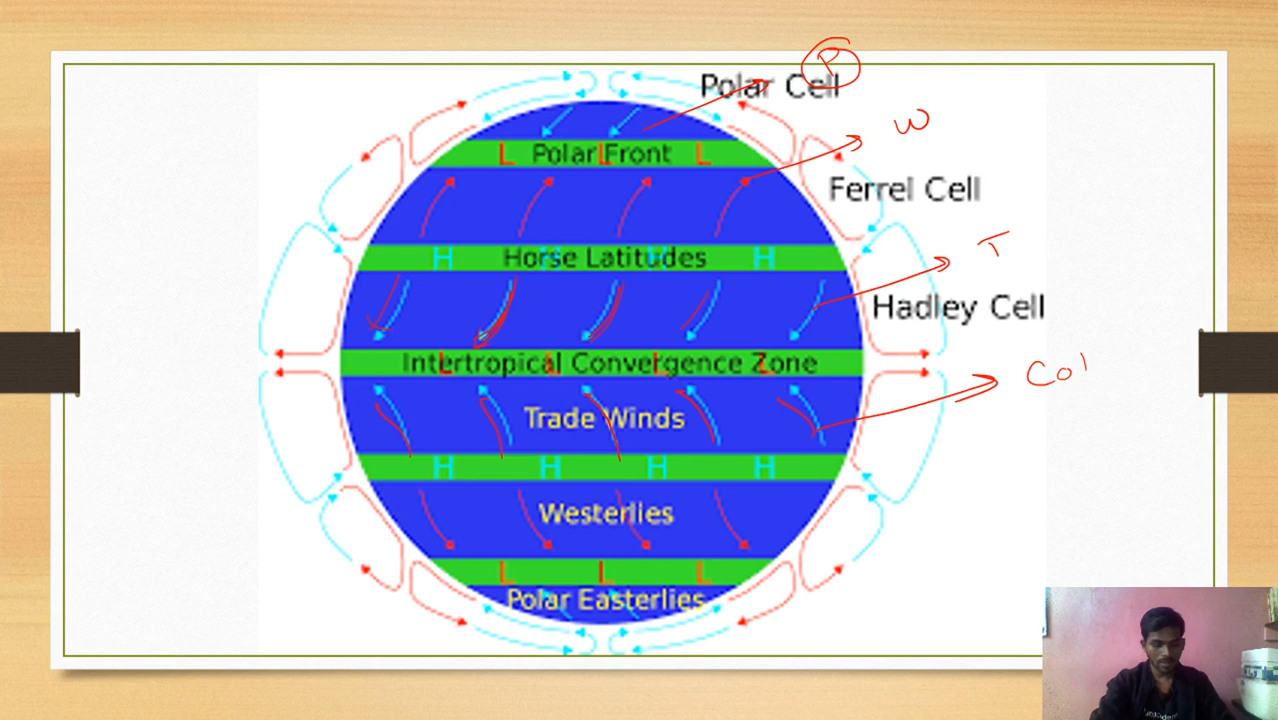 P
Polar Cell
W
L Polar Front L L
Ferrel Cell
T
H Horse Latitudes H H H
Hadley Cell
L L L L
Intertropical Convergence Zone
Col
Trade Winds
H H H H
Westerlies
L L L
Polar Easterlies